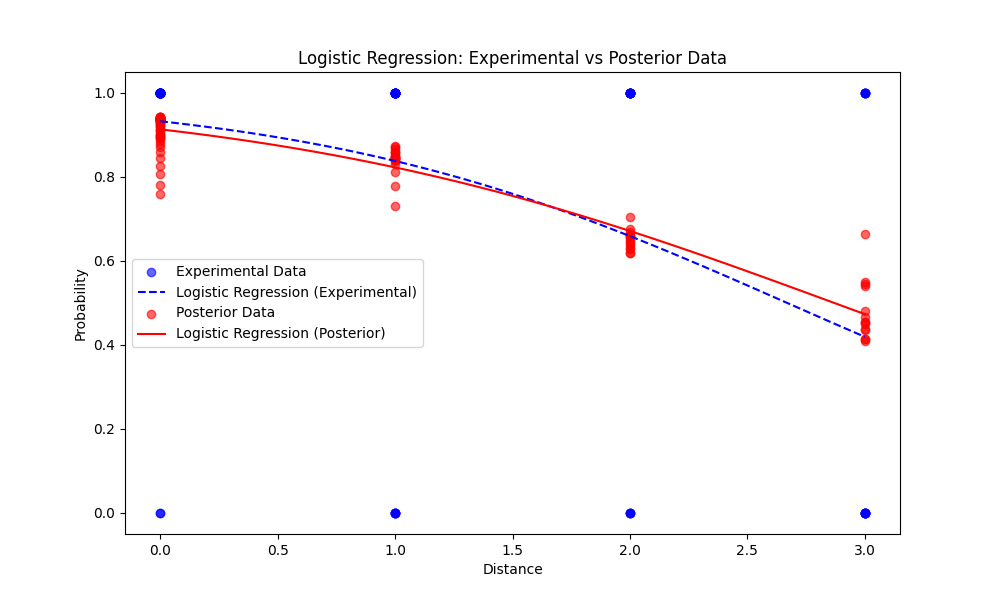 Logistic Regression: Experimental vs Posterior Data
1.0
0.8
0.6
0.4
0.2
0.0
Probability
Experimental Data
Logistic Regression (Experimental)
Posterior Data
Logistic Regression (Posterior)
0.0 0.5 1.0 1.5 2.0 2.5 3.0
Distance